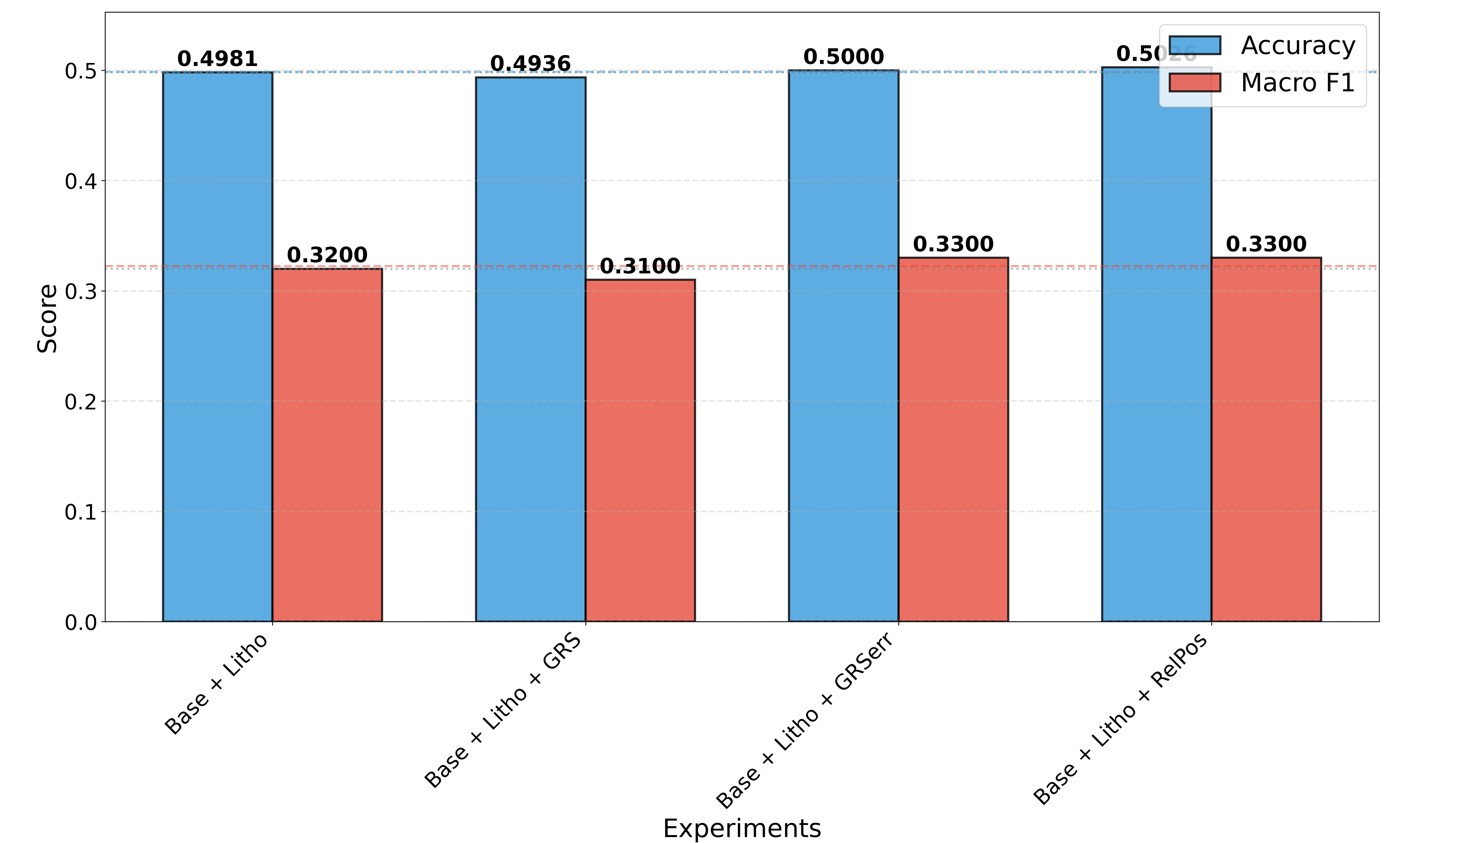 Accuracy
Macro F1
0.4981
0.4936
0.5000
0.5026
0.3200
0.3100
0.3300
0.3300
0.5
0.4
0.3
0.2
0.1
0.0
Score
Base + Litho
Base + Litho + GRS
Base + Litho + GRSerr
Base + Litho + RelPos
Experiments